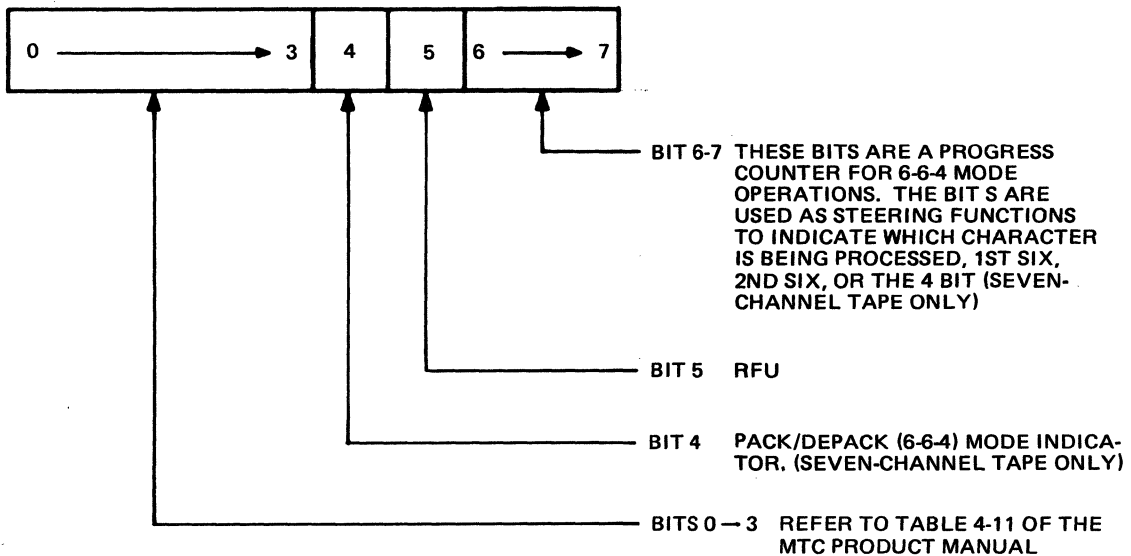 0 3 4 5 6 7
BIT 6-7 THESE BITS ARE A PROGRESS
COUNTER FOR 6-6-4 MODE
OPERATIONS. THE BIT S ARE
USED AS STEERING FUNCTIONS
TO INDICATE WHICH CHARACTER
IS BEING PROCESSED, 1ST SIX,
2ND SIX, OR THE 4 BIT (SEVEN-
CHANNEL TAPE ONLY)
BIT 5 RFU
BIT 4 PACK/DEPACK (6-6-4) MODE INDICA-
TOR. (SEVEN-CHANNEL TAPE ONLY)
BITS 0 → 3 REFER TO TABLE 4-11 OF THE
MTC PRODUCT MANUAL